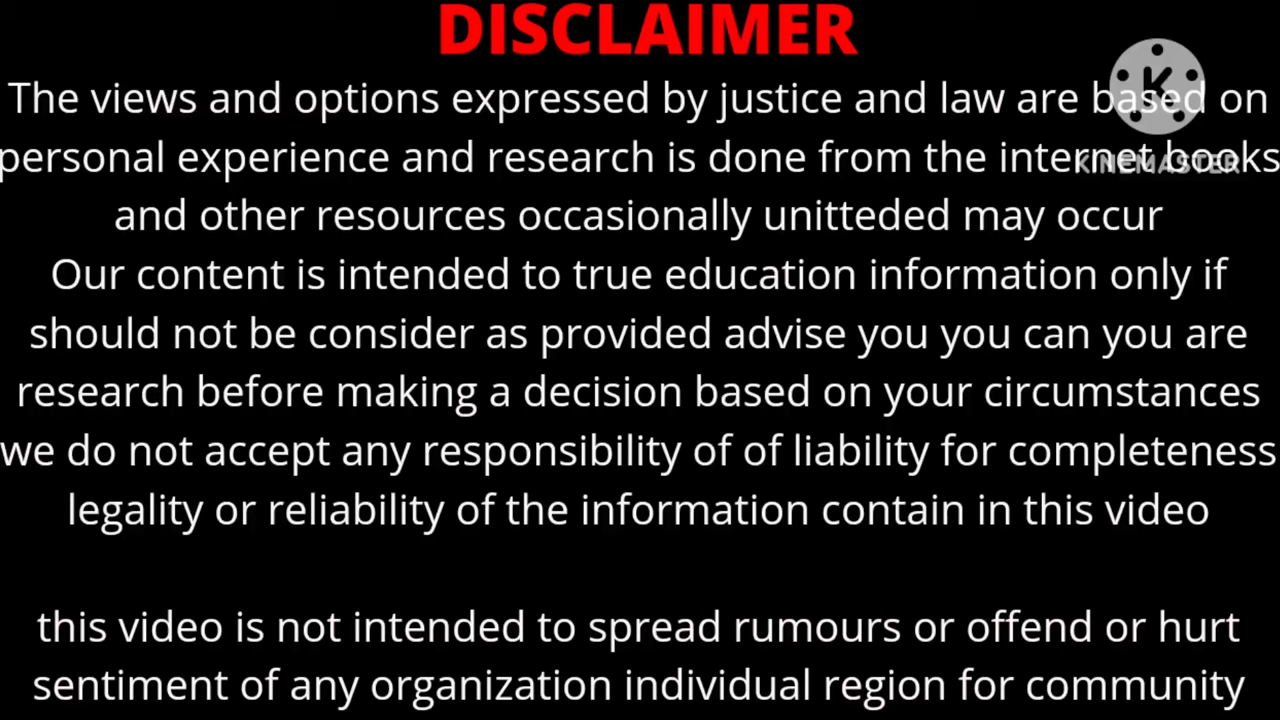 DISCLAIMER
The views and options expressed by justice and law are based on
personal experience and research is done from the internet books
and other resources occasionally unitteded may occur
Our content is intended to true education information only if
should not be consider as provided advise you you can you are
research before making a decision based on your circumstances
we do not accept any responsibility of of liability for completeness
legality or reliability of the information contain in this video
this video is not intended to spread rumours or offend or hurt
sentiment of any organization individual region for community
K
KINEMASTER